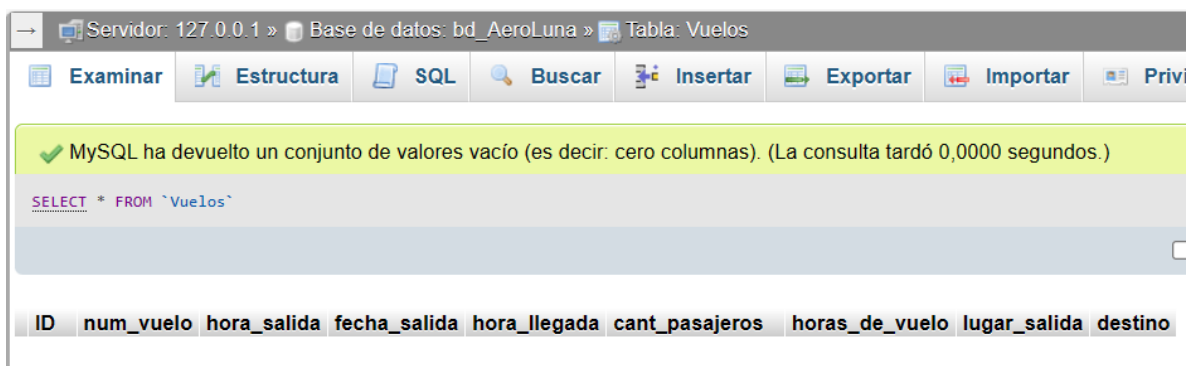 → Servidor: 127.0.0.1 » Base de datos: bd_AeroLuna » Tabla: Vuelos
Examinar Estructura SQL Buscar Insertar Exportar Importar Privi
MySQL ha devuelto un conjunto de valores vacío (es decir: cero columnas). (La consulta tardó 0,0000 segundos.)
SELECT * FROM `Vuelos`
ID num_vuelo hora_salida fecha_salida hora_llegada cant_pasajeros horas_de_vuelo lugar_salida destino